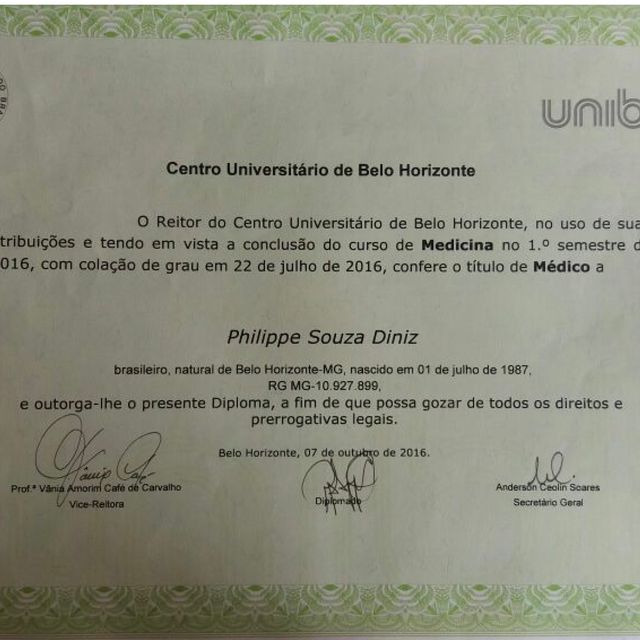 DO BRA
unib
Centro Universitário de Belo Horizonte
O Reitor do Centro Universitário de Belo Horizonte, no uso de sua
tribuições e tendo em vista a conclusão do curso de Medicina no 1.º semestre d
016, com colação de grau em 22 de julho de 2016, confere o título de Médico a
Philippe Souza Diniz
brasileiro, natural de Belo Horizonte-MG, nascido em 01 de julho de 1987,
RG MG-10.927.899,
e outorga-lhe o presente Diploma, a fim de que possa gozar de todos os direitos e
prerrogativas legais.
Belo Horizonte, 07 de outubro de 2016.
Prof.ª Vânia Amorim Café de Carvalho
Vice-Reitora
Diplomado
Anderson Ceolin Soares
Secretário Geral